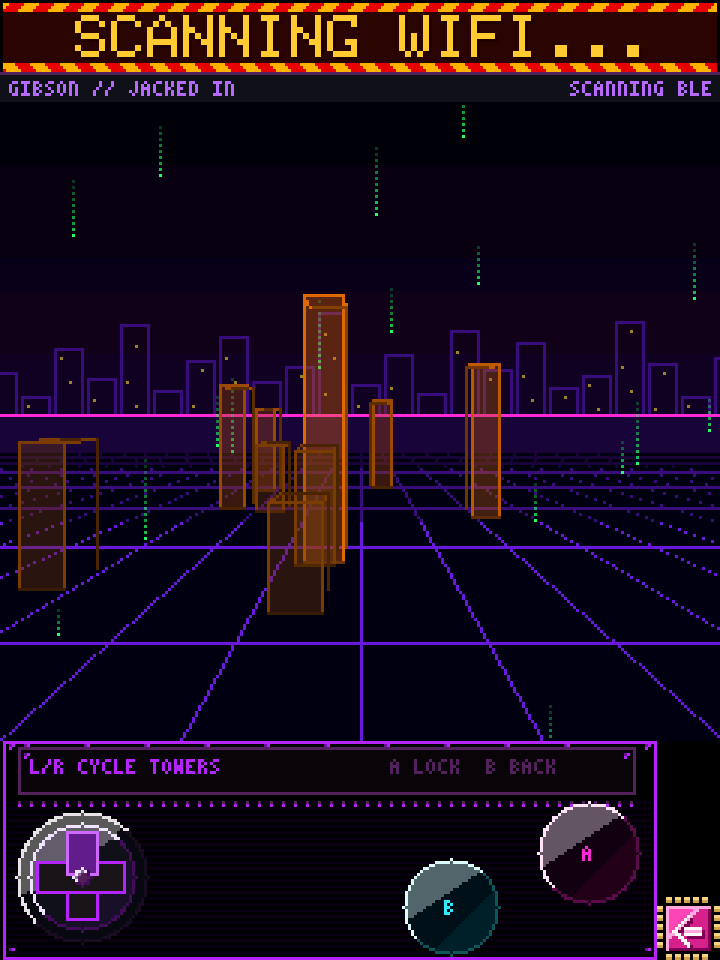 SCANNING WIFI...
GIBSON // JACKED IN SCANNING BLE
L/R CYCLE TOWERS A LOCK B BACK
A
B